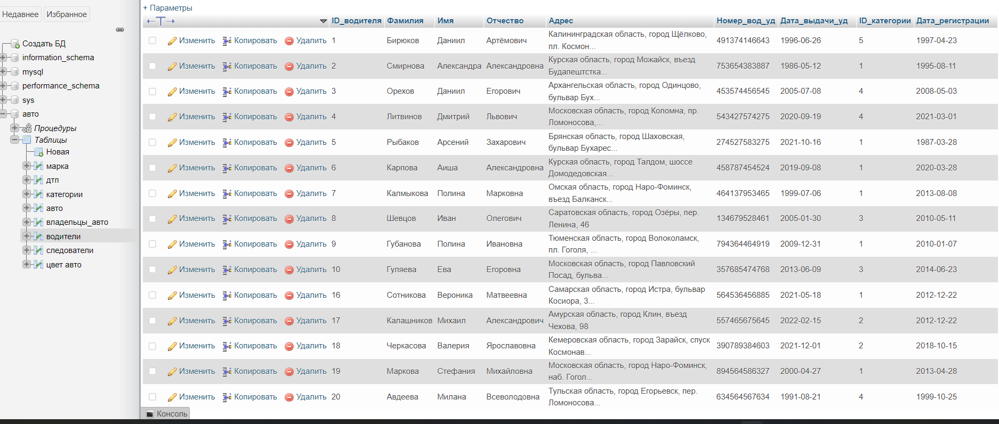 Недавнее Избранное
Создать БД
information_schema
mysql
performance_schema
sys
авто
Процедуры
Таблицы
Новая
марка
дтп
категории
авто
владельцы_авто
водители
следователи
цвет авто
+ Параметры
←T→ ID_водителя Фамилия Имя Отчество Адрес Номер_вод_уд Дата_выдачи_уд ID_категории Дата_регистрации
Изменить Копировать Удалить 1 Бирюков Даниил Артёмович Калининградская область, город Щёлково, 491374146643 1996-06-26 5 1997-04-23
пл. Космон...
Изменить Копировать Удалить 2 Смирнова Александра Александровна Курская область, город Можайск, въезд 753654383887 1986-05-12 1 1995-08-11
Будапештстка...
Изменить Копировать Удалить 3 Орехов Даниил Егорович Архангельская область, город Одинцово, 453574456545 2005-07-08 4 2008-05-03
бульвар Бух...
Изменить Копировать Удалить 4 Литвинов Дмитрий Львович Московская область, город Коломна, пр. 543427574275 2020-09-19 4 2021-03-01
Ломоносова,...
Изменить Копировать Удалить 5 Рыбаков Арсений Захарович Брянская область, город Шаховская, 274527583275 2021-10-16 1 1987-03-28
бульвар Бухарес...
Изменить Копировать Удалить 6 Карпова Аиша Александровна Курская область, город Талдом, шоссе 458787454524 2019-09-08 1 2020-03-28
Домодедовская...
Изменить Копировать Удалить 7 Калмыкова Полина Марковна Омская область, город Наро-Фоминск, 464137953465 1999-07-06 1 2013-08-08
въезд Балканск...
Изменить Копировать Удалить 8 Шевцов Иван Олегович Саратовская область, город Озёры, пер. 134679528461 2005-01-30 3 2010-05-11
Ленина, 46
Изменить Копировать Удалить 9 Губанова Полина Ивановна Тюменская область, город Волоколамск, 794364464919 2009-12-31 1 2010-01-07
пл. Гоголя, ...
Изменить Копировать Удалить 10 Гуляева Ева Егоровна Московская область, город Павловский 357685474768 2013-06-09 3 2014-06-23
Посад, бульва...
Изменить Копировать Удалить 16 Сотникова Вероника Матвеевна Самарская область, город Истра, бульвар 564536456885 2021-05-18 1 2012-12-22
Косиора, 3...
Изменить Копировать Удалить 17 Калашников Михаил Александрович Амурская область, город Клин, въезд 557465675645 2022-02-15 2 2012-12-22
Чехова, 98
Изменить Копировать Удалить 18 Черкасова Валерия Ярославовна Кемеровская область, город Зарайск, спуск 390789384603 2021-12-01 2 2018-10-15
Космонав...
Изменить Копировать Удалить 19 Маркова Стефания Михайловна Московская область, город Наро-Фоминск, 894564586327 2000-04-27 1 2013-04-28
наб. Гогол...
Изменить Копировать Удалить 20 Авдеева Милана Всеволодовна Тульская область, город Егорьевск, пер. 634564567634 1991-08-21 4 1999-10-25
Ломоносова...
Консоль